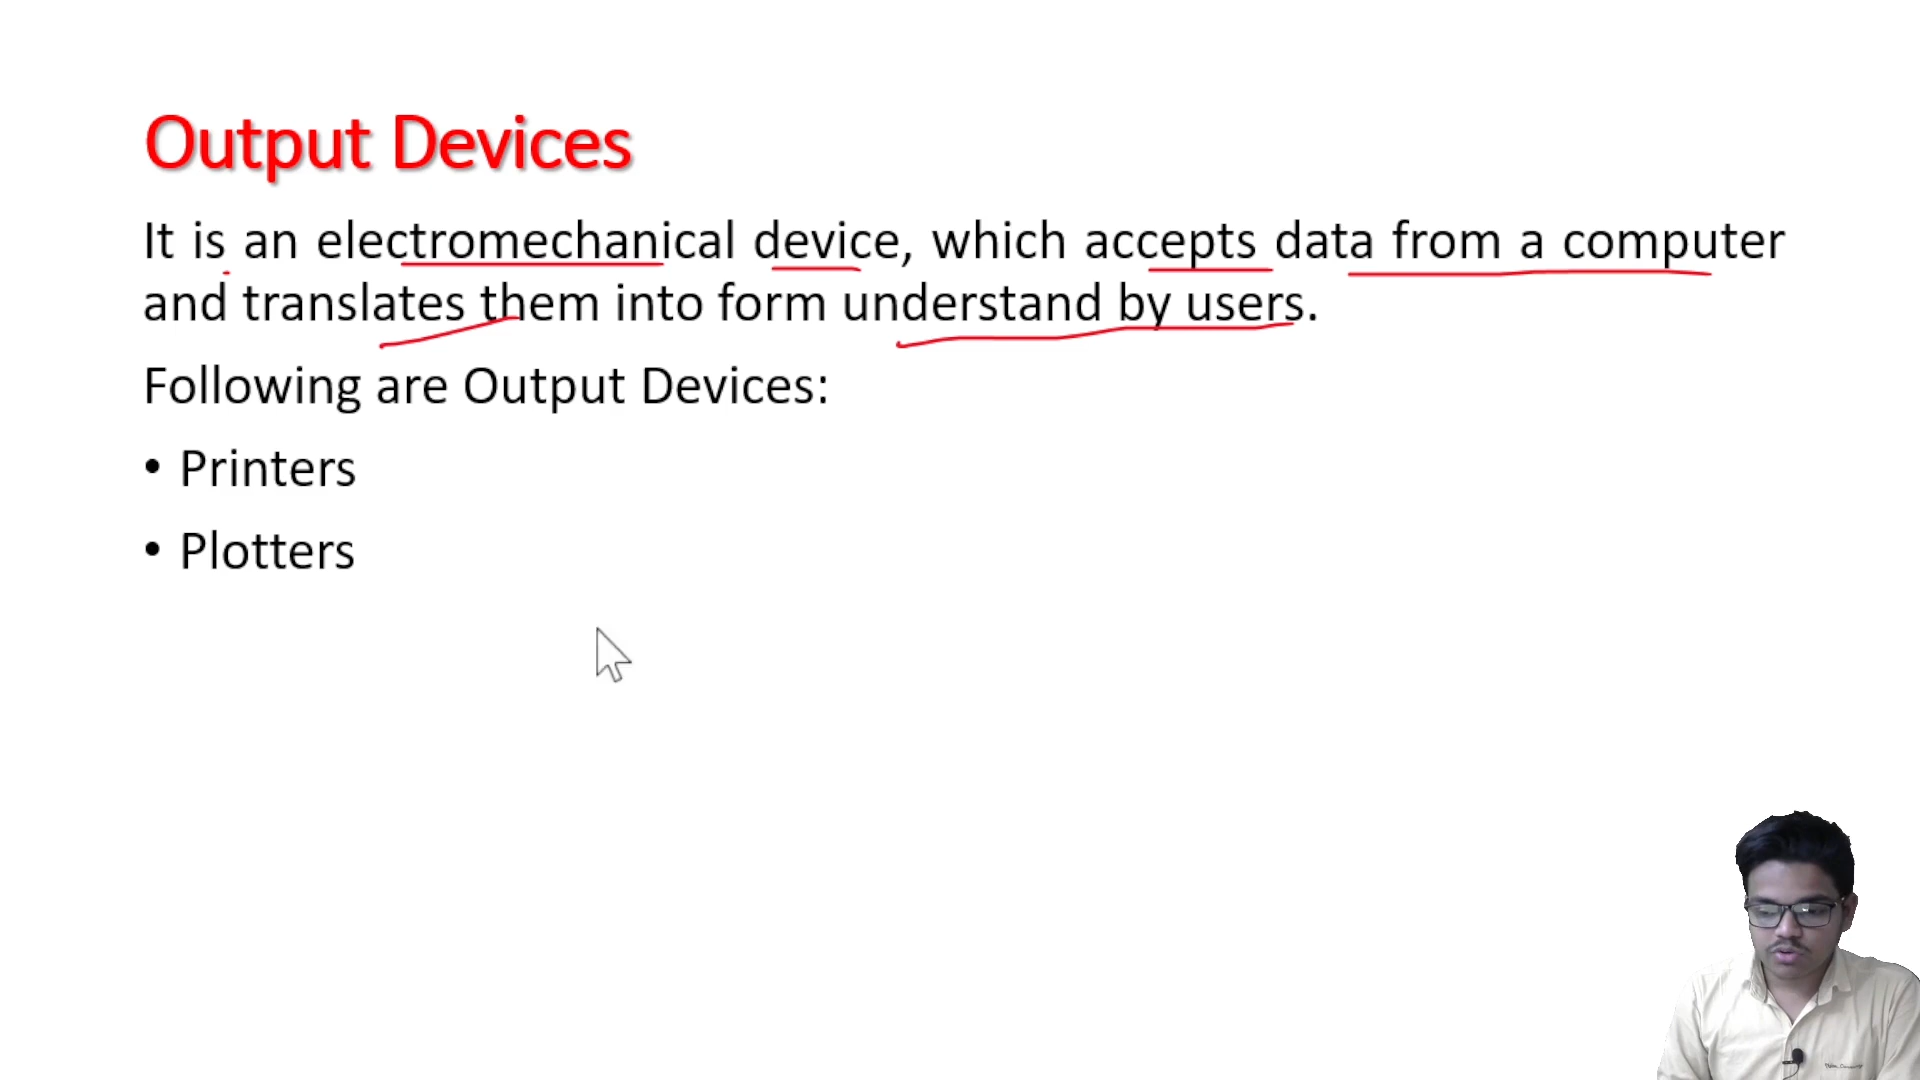 Output Devices
It is an electromechanical device, which accepts data from a computer
and translates them into form understand by users.
Following are Output Devices:
• Printers
• Plotters